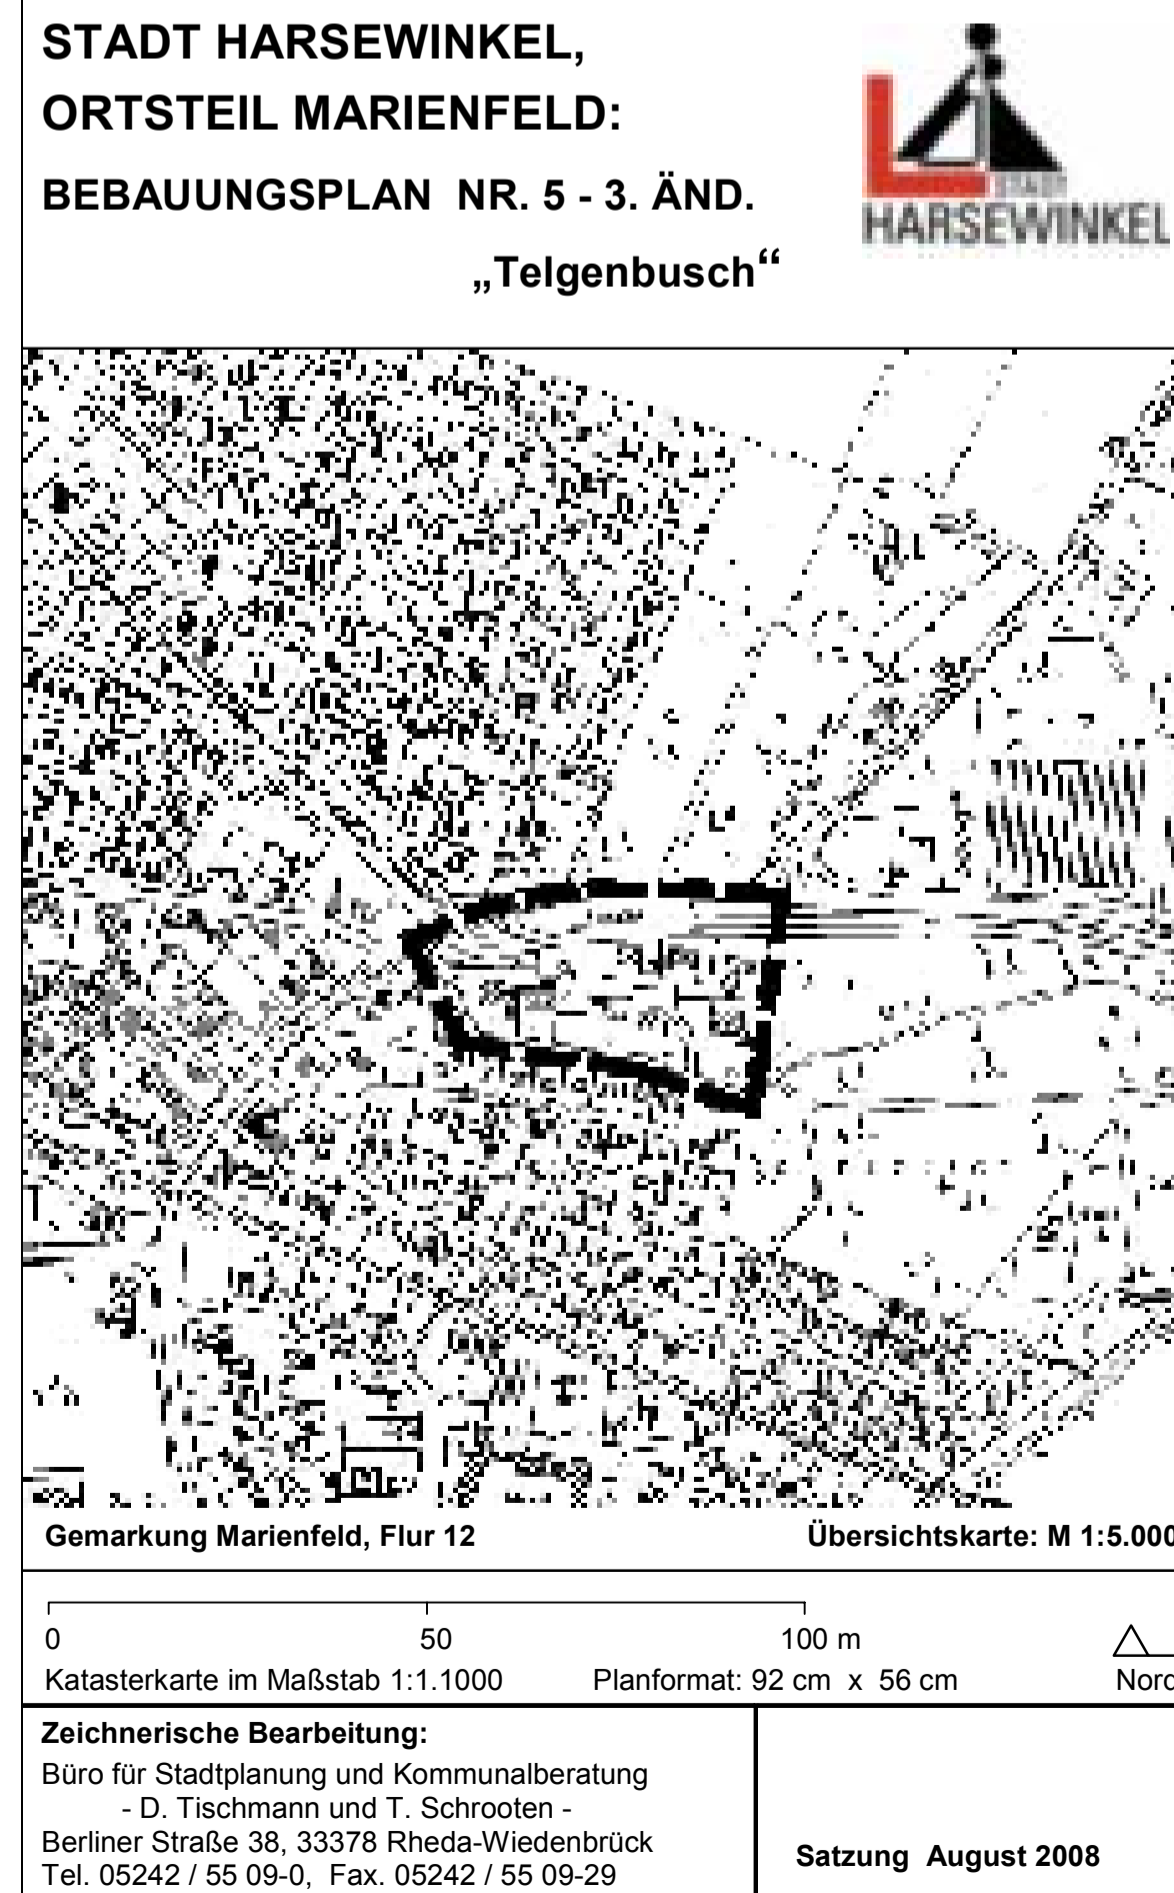 STADT HARSEWINKEL,
ORTSTEIL MARIENFELD:
BEBAUUNGSPLAN NR. 5 - 3. ÄND.
„Telgenbusch“
STADT
HARSEWINKEL
Gemarkung Marienfeld, Flur 12
Übersichtskarte: M 1:5.000
0 50 100 m
Katasterkarte im Maßstab 1:1.1000 Planformat: 92 cm x 56 cm Nord
Zeichnerische Bearbeitung:
Büro für Stadtplanung und Kommunalberatung
- D. Tischmann und T. Schrooten -
Berliner Straße 38, 33378 Rheda-Wiedenbrück
Tel. 05242 / 55 09-0, Fax. 05242 / 55 09-29
Satzung August 2008